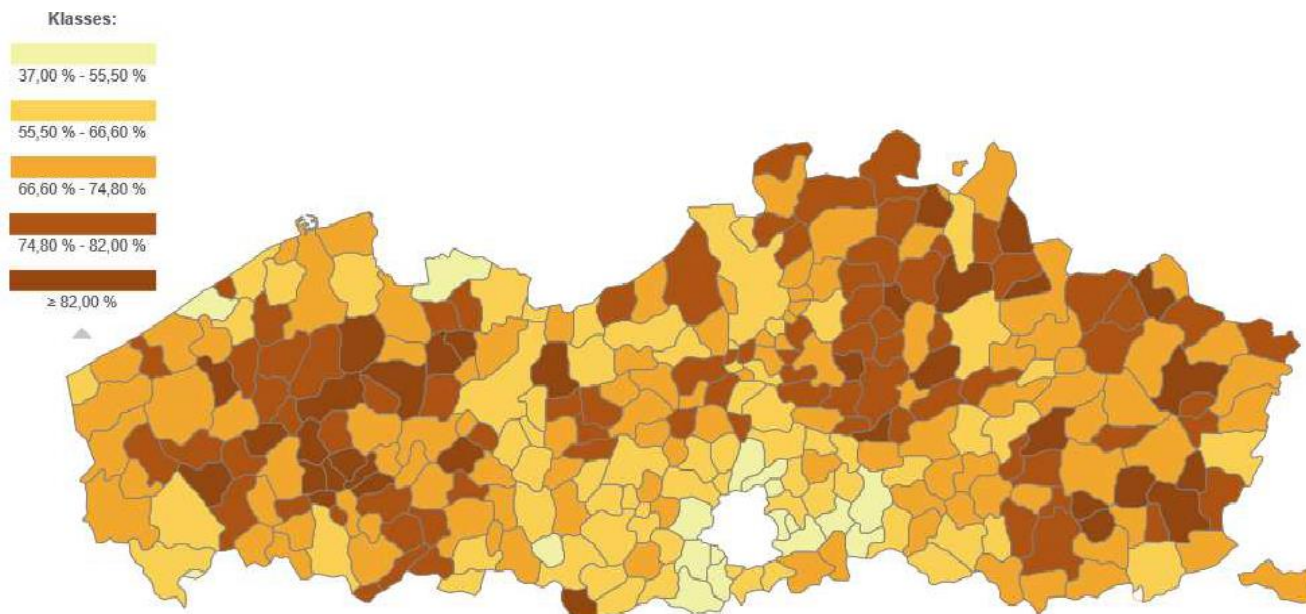 Klasses:
37,00 % - 55,50 %
55,50 % - 66,60 %
66,60 % - 74,80 %
74,80 % - 82,00 %
≥ 82,00 %